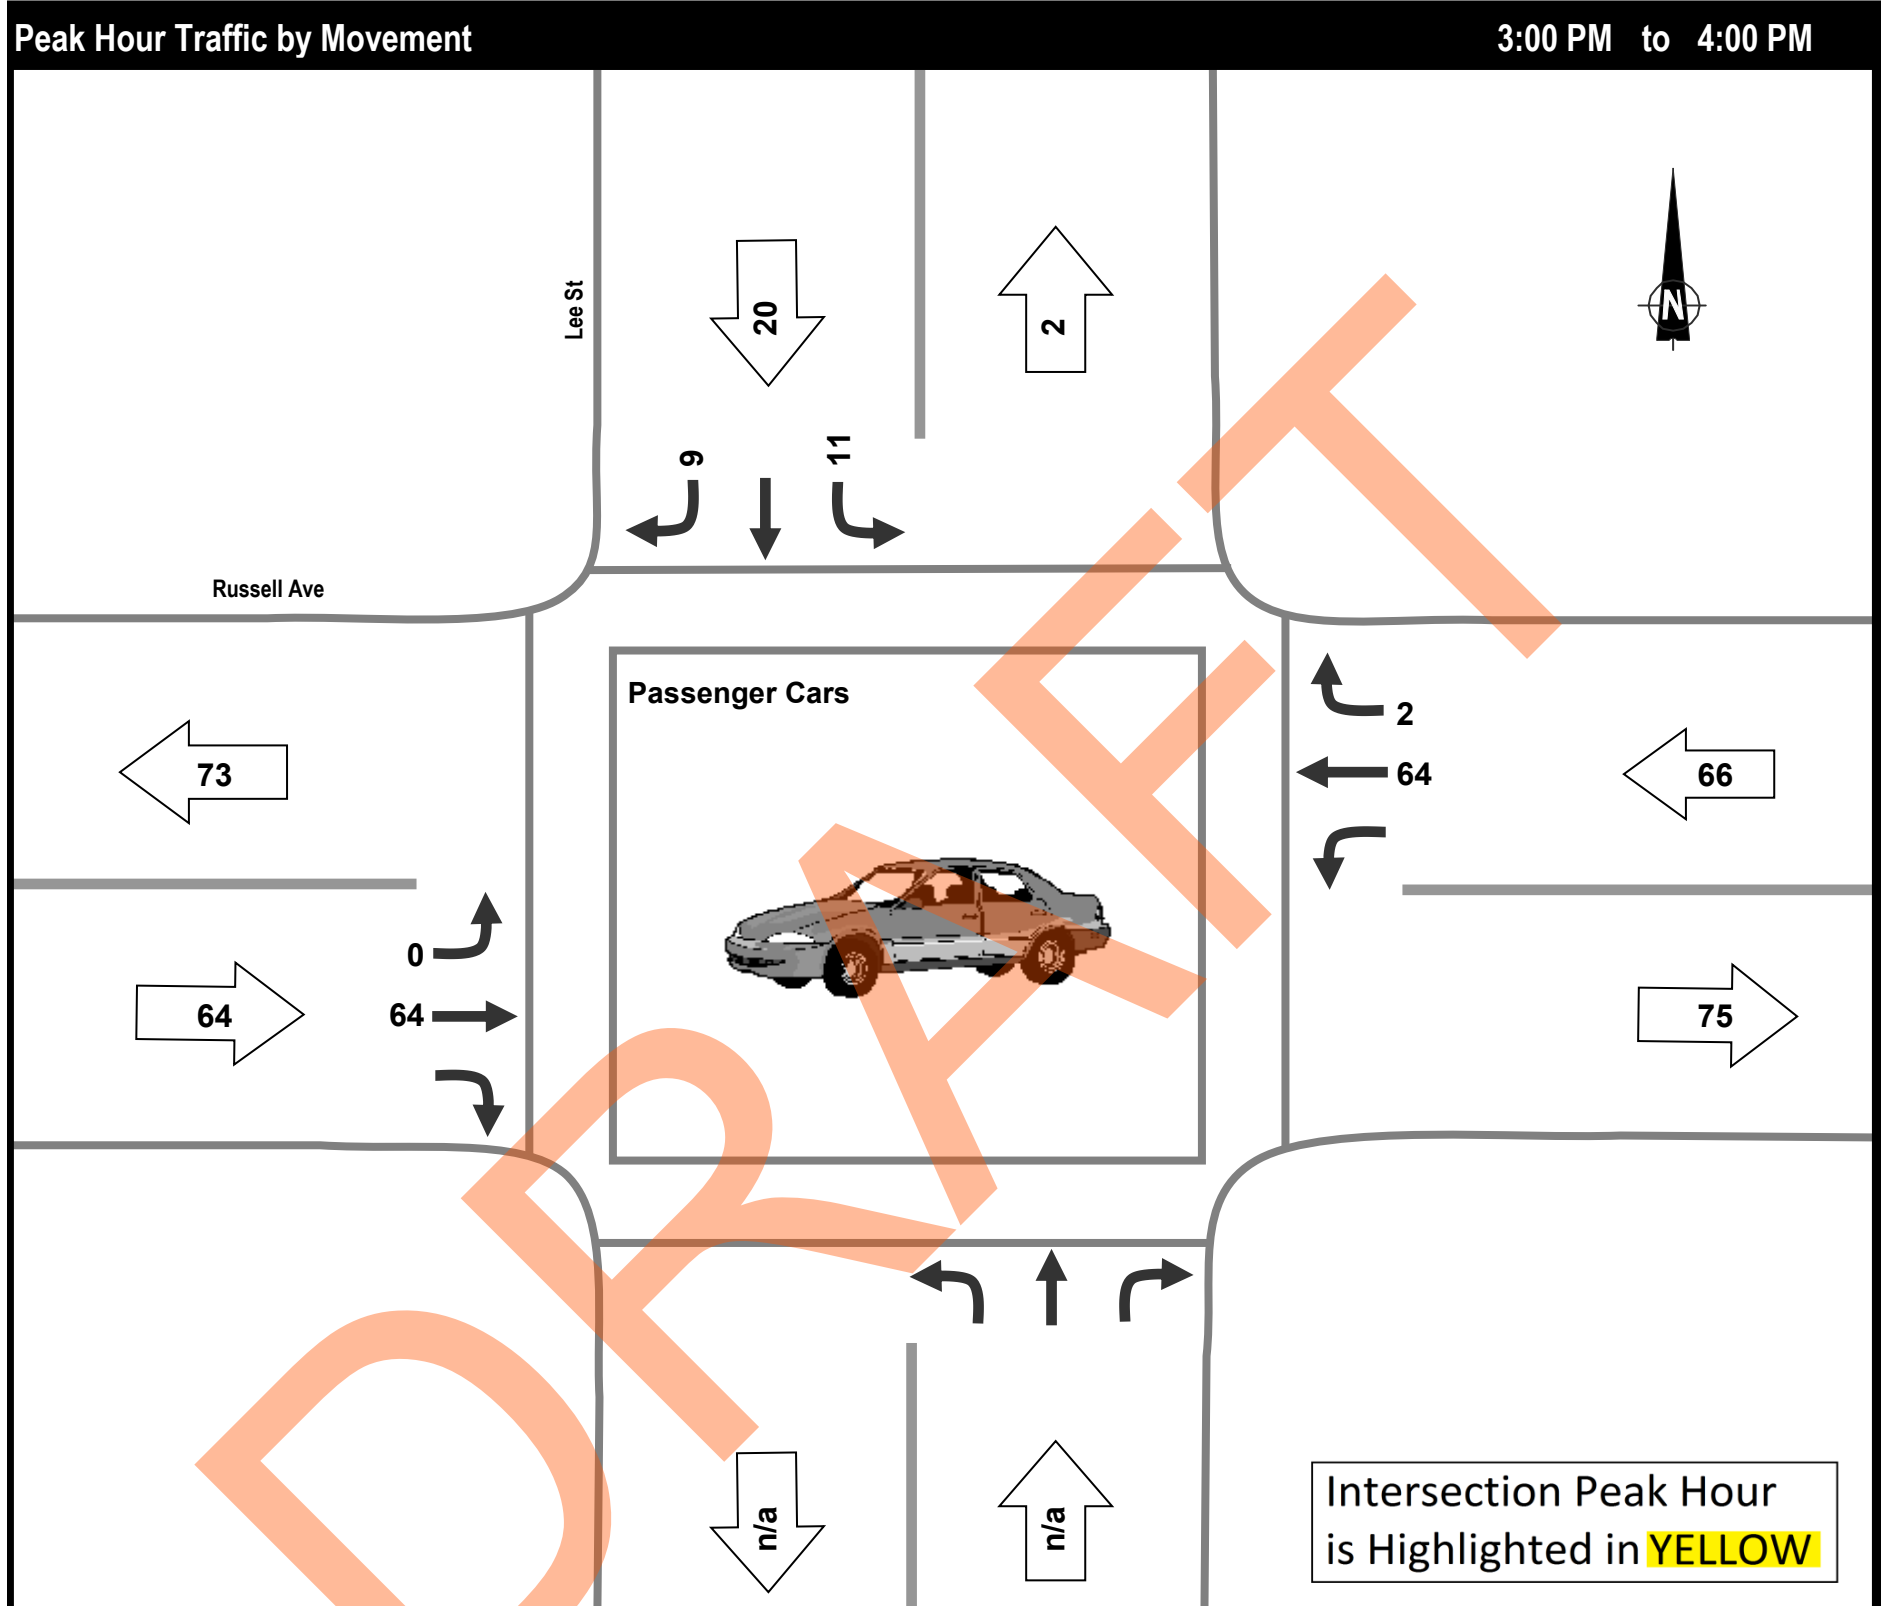 Peak Hour Traffic by Movement 3:00 PM to 4:00 PM
Lee St
20
2
N
9
11
Russell Ave
Passenger Cars
2
73
64
66
0
64
64
75
n/a
n/a
Intersection Peak Hour
is Highlighted in YELLOW
DRAFT